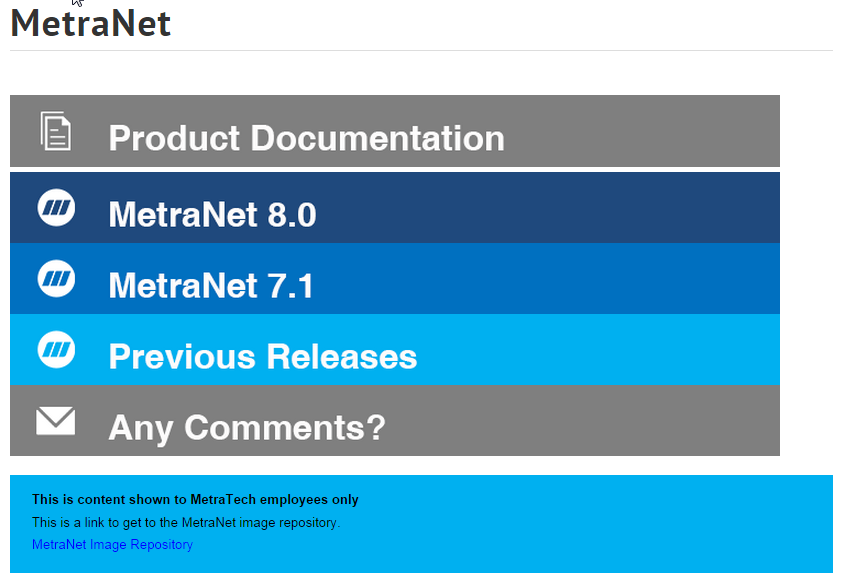 MetraNet
Product Documentation
MetraNet 8.0
MetraNet 7.1
Previous Releases
Any Comments?
This is content shown to MetraTech employees only
This is a link to get to the MetraNet image repository.
MetraNet Image Repository